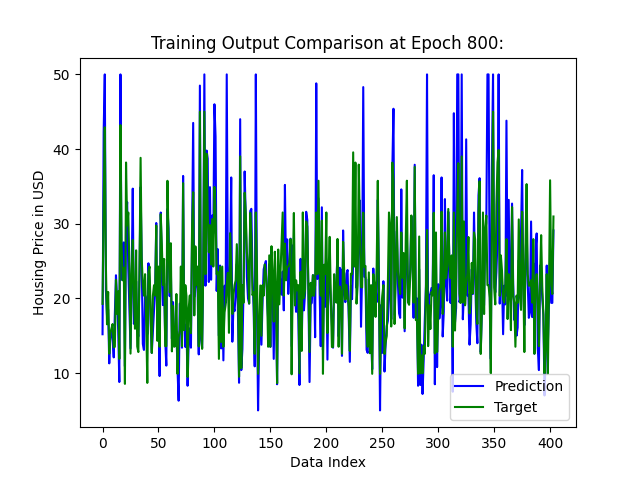 Training Output Comparison at Epoch 800:
Housing Price in USD
50
40
30
20
10
0
50
100
150
200
250
300
350
400
Data Index
Prediction
Target